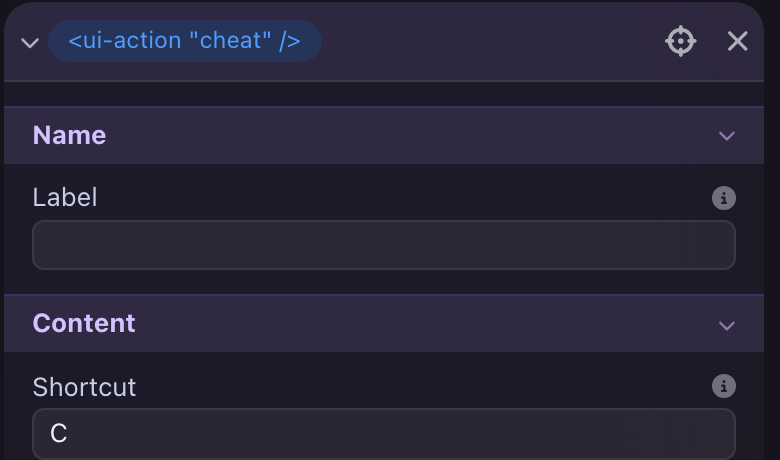 <ui-action "cheat" />
Name
Label
Content
Shortcut
C